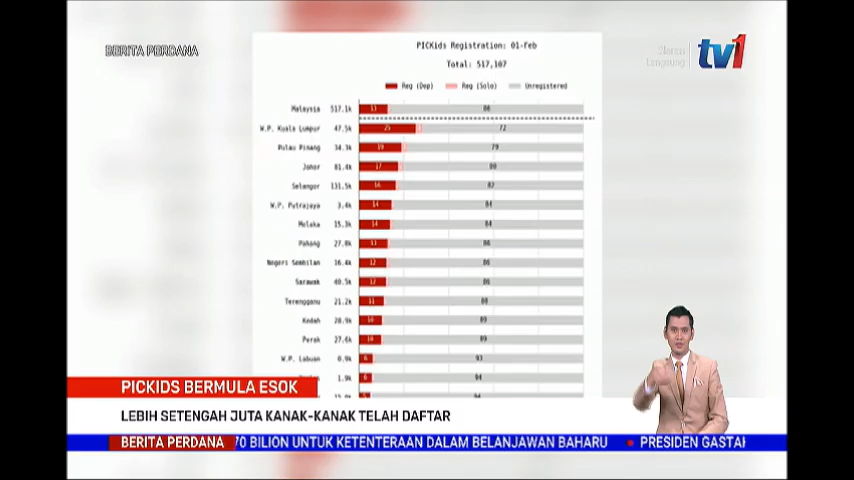 BERITA PERDANA
Siaran
Langsung
tv1
PICKids Registration: 01-Feb
Total: 517,107
Reg (Dep) Reg (Solo) Unregistered
Malaysia 517.1k 13 86
W.P. Kuala Lumpur 47.5k 25 72
Pulau Pinang 34.3k 19 79
Johor 81.4k 17 80
Selangor 131.5k 16 82
W.P. Putrajaya 3.4k 14 84
Melaka 15.3k 14 84
Pahang 27.0k 13 86
Negeri Sembilan 16.4k 12 86
Sarawak 40.5k 12 86
Terengganu 21.2k 11 88
Kedah 28.9k 10 89
Perak 27.6k 10 89
W.P. Labuan 0.9k 6 93
1.9k 6 94
94
PICKIDS BERMULA ESOK
LEBIH SETENGAH JUTA KANAK-KANAK TELAH DAFTAR
BERITA PERDANA 70 BILION UNTUK KETENTERAAN DALAM BELANJAWAN BAHARU • PRESIDEN